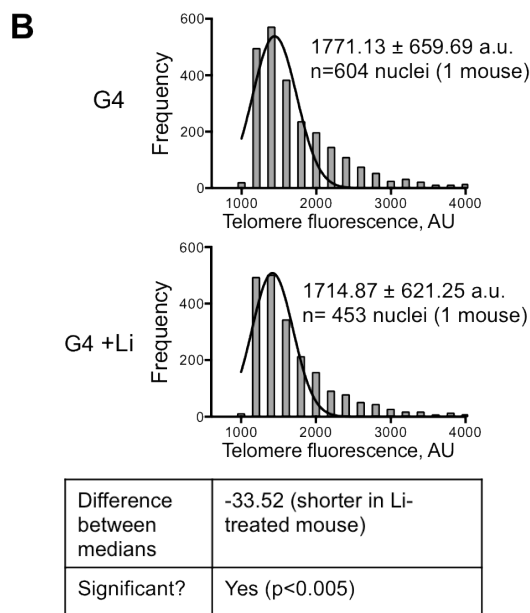 B
G4
Frequency
600
400
200
0
1771.13 ± 659.69 a.u.
n=604 nuclei (1 mouse)
1000 2000 3000 4000
Telomere fluorescence, AU
G4 +Li
Frequency
600
400
200
0
1714.87 ± 621.25 a.u.
n= 453 nuclei (1 mouse)
1000 2000 3000 4000
Telomere fluorescence, AU
Difference
between
medians
-33.52 (shorter in Li-
treated mouse)
Significant?
Yes (p<0.005)